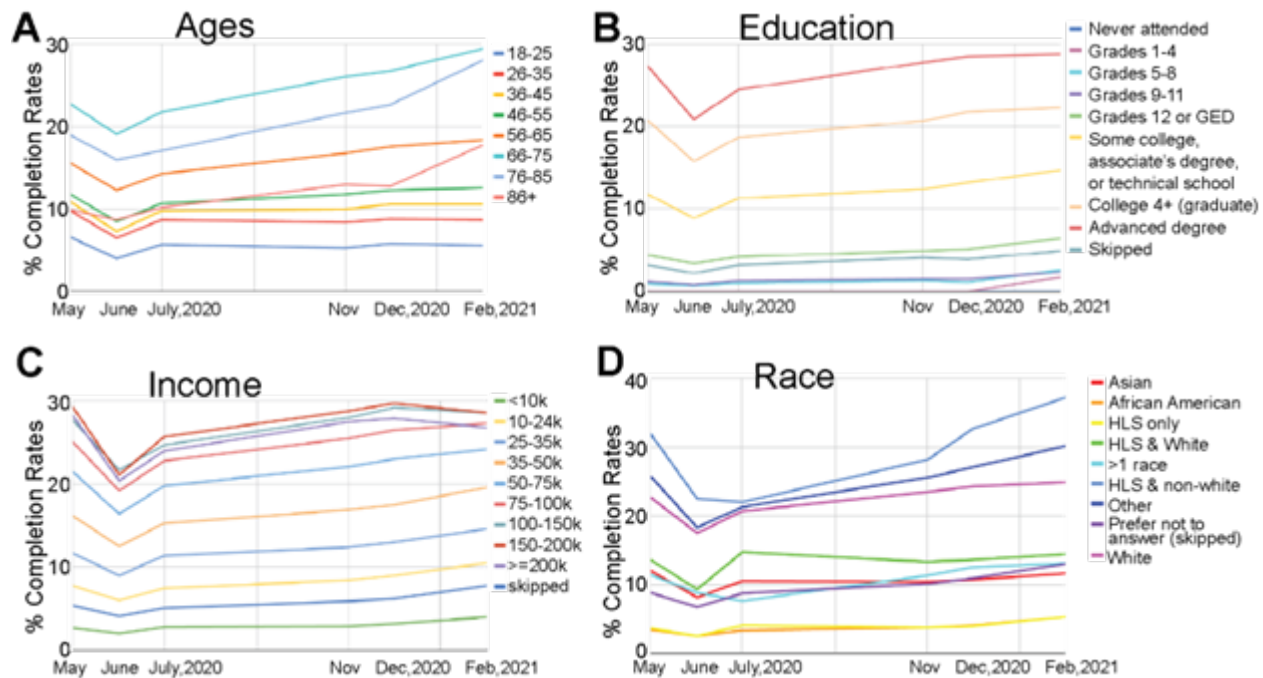 A
Ages
% Completion Rates
30
20
10
0
May
June
July,2020
Nov
Dec,2020
Feb,2021
18-25
26-35
36-45
46-55
56-65
66-75
76-85
86+
B
Education
% Completion Rates
30
20
10
0
May
June
July,2020
Nov
Dec,2020
Feb,2021
Never attended
Grades 1-4
Grades 5-8
Grades 9-11
Grades 12 or GED
Some college,
associate's degree,
or technical school
College 4+ (graduate)
Advanced degree
Skipped
C
Income
% Completion Rates
30
20
10
0
May
June
July,2020
Nov
Dec,2020
Feb,2021
<10k
10-24k
25-35k
35-50k
50-75k
75-100k
100-150k
150-200k
>=200k
skipped
D
Race
% Completion Rates
40
30
20
10
0
May
June
July,2020
Nov
Dec,2020
Feb,2021
Asian
African American
HLS only
HLS & White
>1 race
HLS & non-white
Other
Prefer not to
answer (skipped)
White